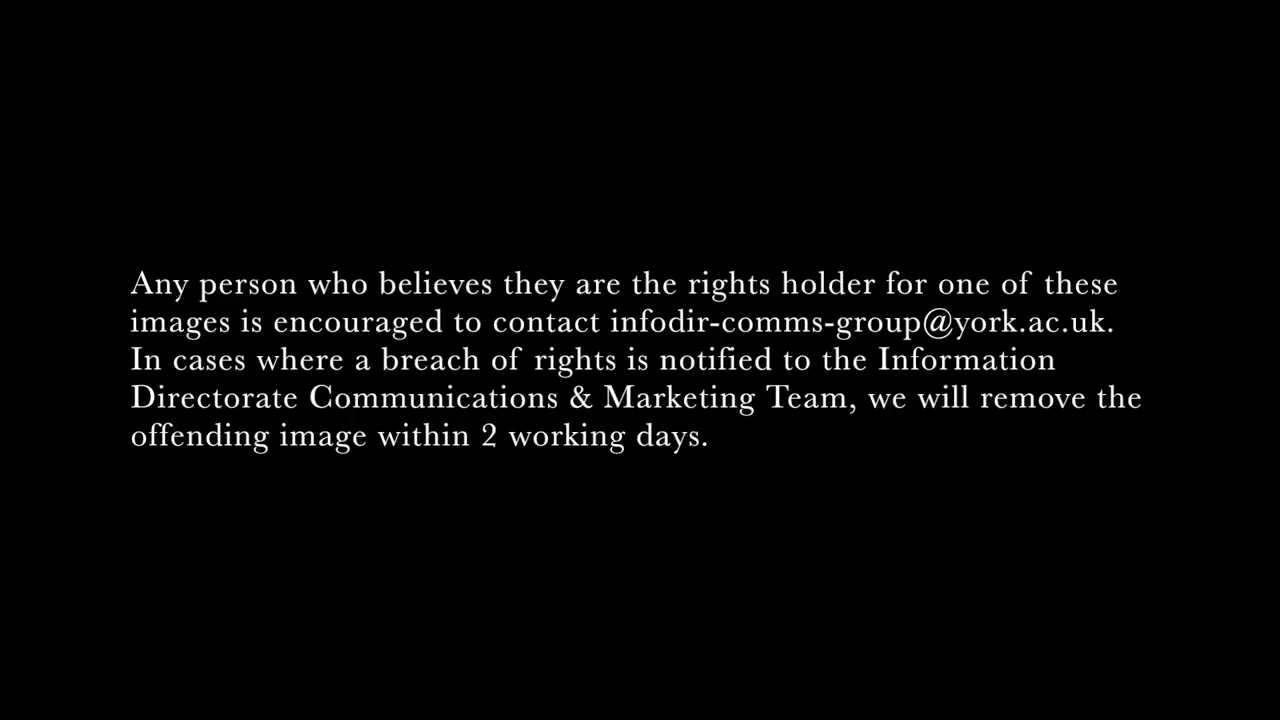 Any person who believes they are the rights holder for one of these
images is encouraged to contact infodir-comms-group@york.ac.uk.
In cases where a breach of rights is notified to the Information
Directorate Communications & Marketing Team, we will remove the
offending image within 2 working days.